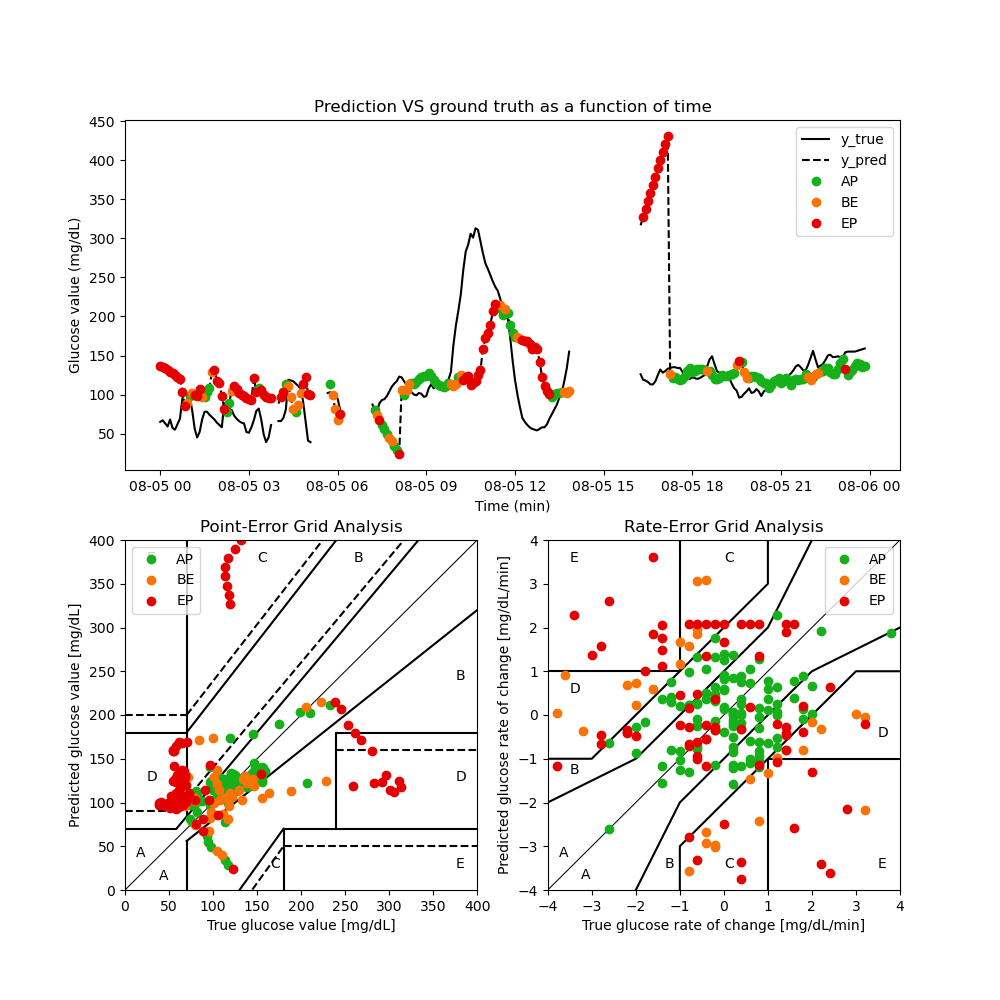 Prediction VS ground truth as a function of time
Glucose value (mg/dL)
450
400
350
300
250
200
150
100
50
y_true
y_pred
AP
BE
EP
08-05 00
08-05 03
08-05 06
08-05 09
08-05 12
08-05 15
08-05 18
08-05 21
08-06 00
Time (min)
Point-Error Grid Analysis
Predicted glucose value [mg/dL]
400
350
300
250
200
150
100
50
0
AP
BE
EP
C
B
B
D
D
A
A
C
E
0
50
100
150
200
250
300
350
400
True glucose value [mg/dL]
Rate-Error Grid Analysis
Predicted glucose rate of change [mg/dL/min]
4
3
2
1
0
−1
−2
−3
−4
AP
BE
EP
E
C
D
D
B
A
A
B
C
E
−4
−3
−2
−1
0
1
2
3
4
True glucose rate of change [mg/dL/min]